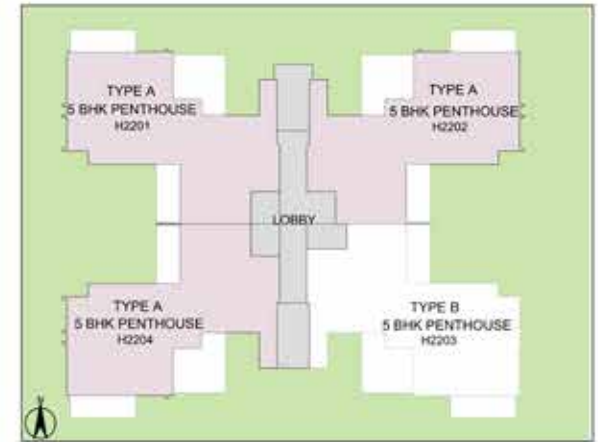 TYPE A
5 BHK PENTHOUSE
H2201
TYPE A
5 BHK PENTHOUSE
H2202
LOBBY
TYPE A
5 BHK PENTHOUSE
H2204
TYPE B
5 BHK PENTHOUSE
H2203
N